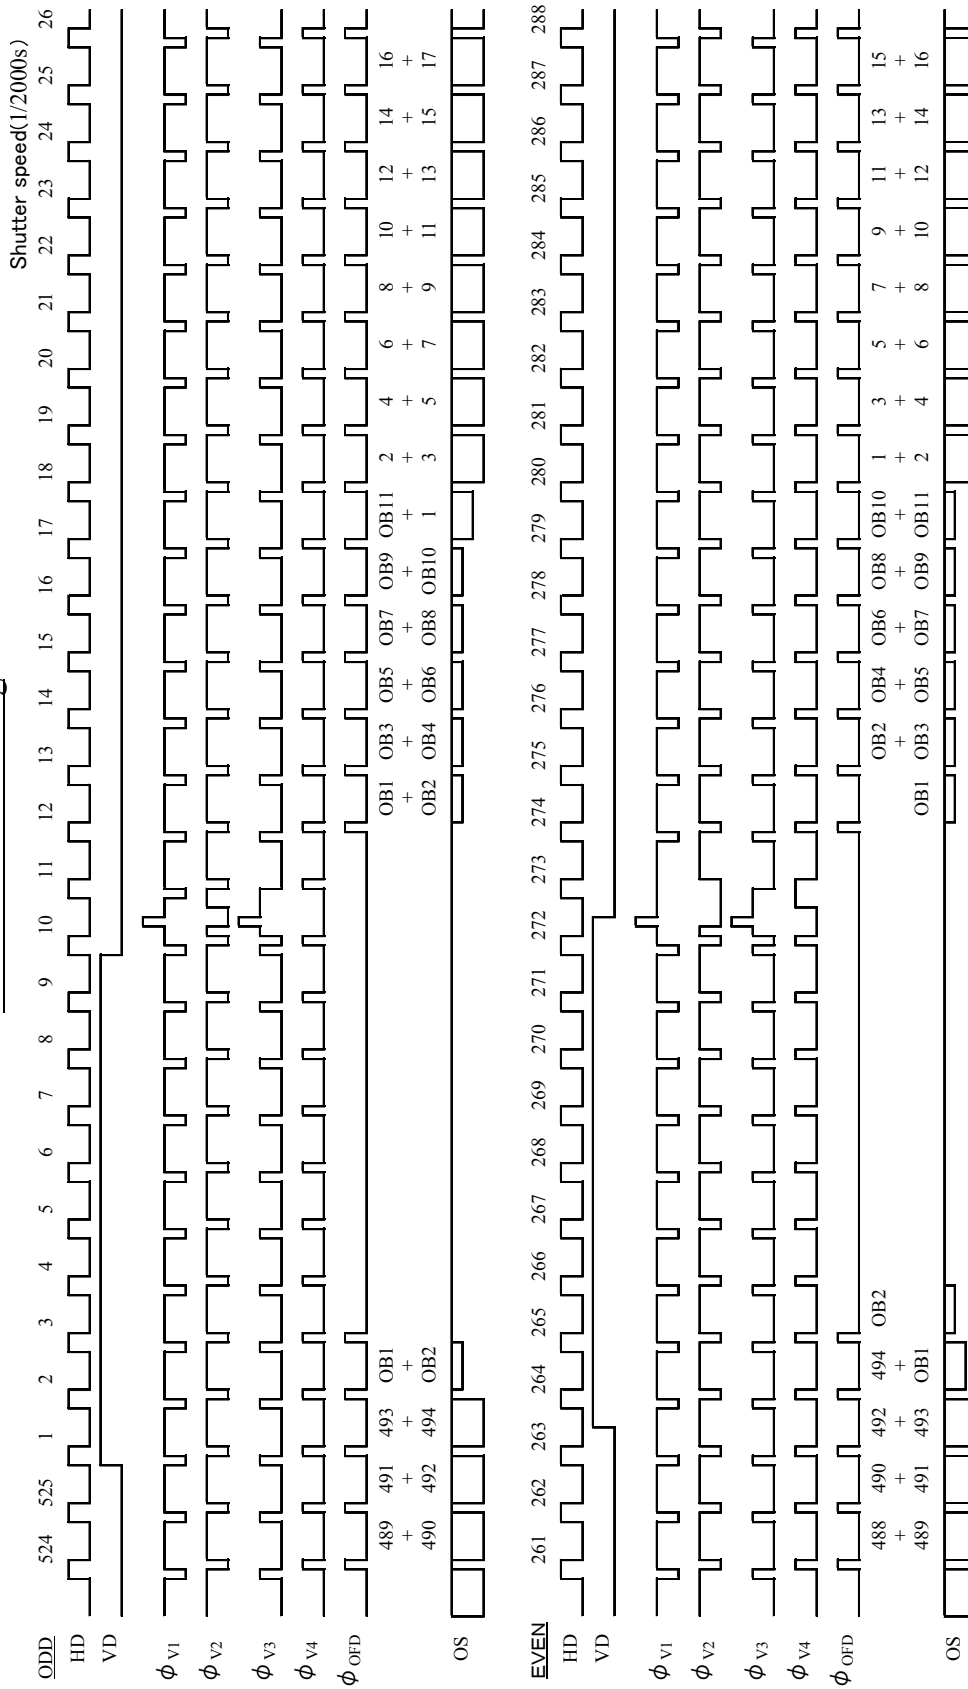 Shutter speed(1/2000s)
ODD
524 525 1 2 3 4 5 6 7 8 9 10 11 12 13 14 15 16 17 18 19 20 21 22 23 24 25 26
HD
VD
ϕV1
ϕV2
ϕV3
ϕV4
ϕOFD
489 491 493 OB1 OB1 OB3 OB5 OB7 OB9 OB11 2 4 6 8 10 12 14 16
+ + + + + + + + + + + + + + + + + +
490 492 494 OB2 OB2 OB4 OB6 OB8 OB10 1 3 5 7 9 11 13 15 17
OS
EVEN
261 262 263 264 265 266 267 268 269 270 271 272 273 274 275 276 277 278 279 280 281 282 283 284 285 286 287 288
HD
VD
ϕV1
ϕV2
ϕV3
ϕV4
ϕOFD
488 490 492 494 OB2 OB2 OB4 OB6 OB8 OB10 1 3 5 7 9 11 13 15
+ + + + + + + + + + + + + + + + +
489 491 493 OB1 OB1 OB3 OB5 OB7 OB9 OB11 2 4 6 8 10 12 14 16
OS